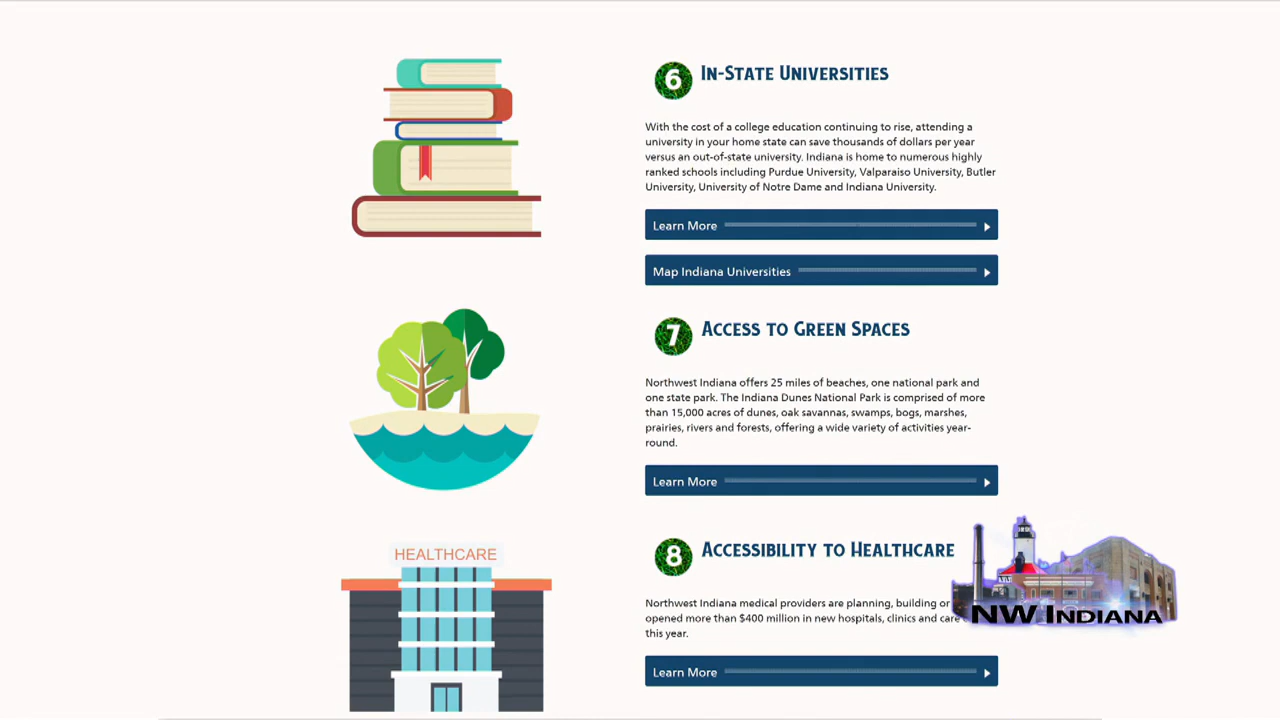 6
In-State Universities
With the cost of a college education continuing to rise, attending a
university in your home state can save thousands of dollars per year
versus an out-of-state university. Indiana is home to numerous highly
ranked schools including Purdue University, Valparaiso University, Butler
University, University of Notre Dame and Indiana University.
Learn More
Map Indiana Universities
7
Access to Green Spaces
Northwest Indiana offers 25 miles of beaches, one national park and
one state park. The Indiana Dunes National Park is comprised of more
than 15,000 acres of dunes, oak savannas, swamps, bogs, marshes,
prairies, rivers and forests, offering a wide variety of activities year-
round.
Learn More
HEALTHCARE
8
Accessibility to Healthcare
Northwest Indiana medical providers are planning, building or
opened more than $400 million in new hospitals, clinics and care
this year.
Learn More
NW Indiana